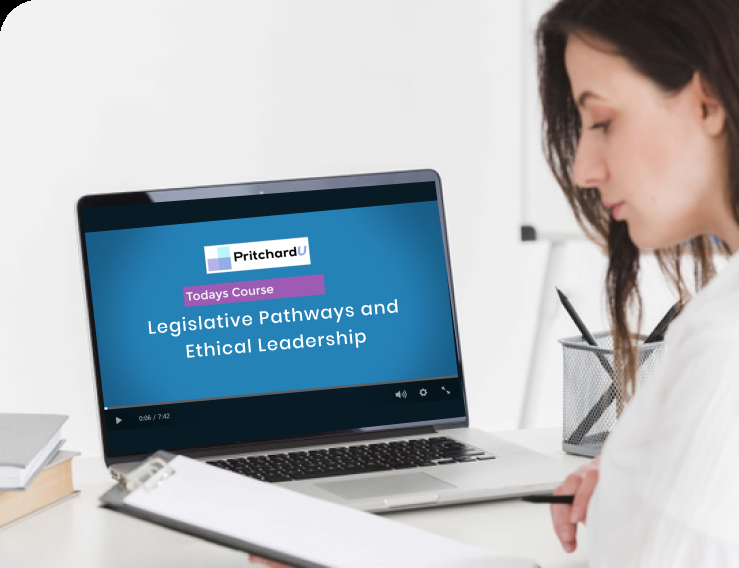 PritchardU
Todays Course
Legislative Pathways and
Ethical Leadership
0:06 / 7:42